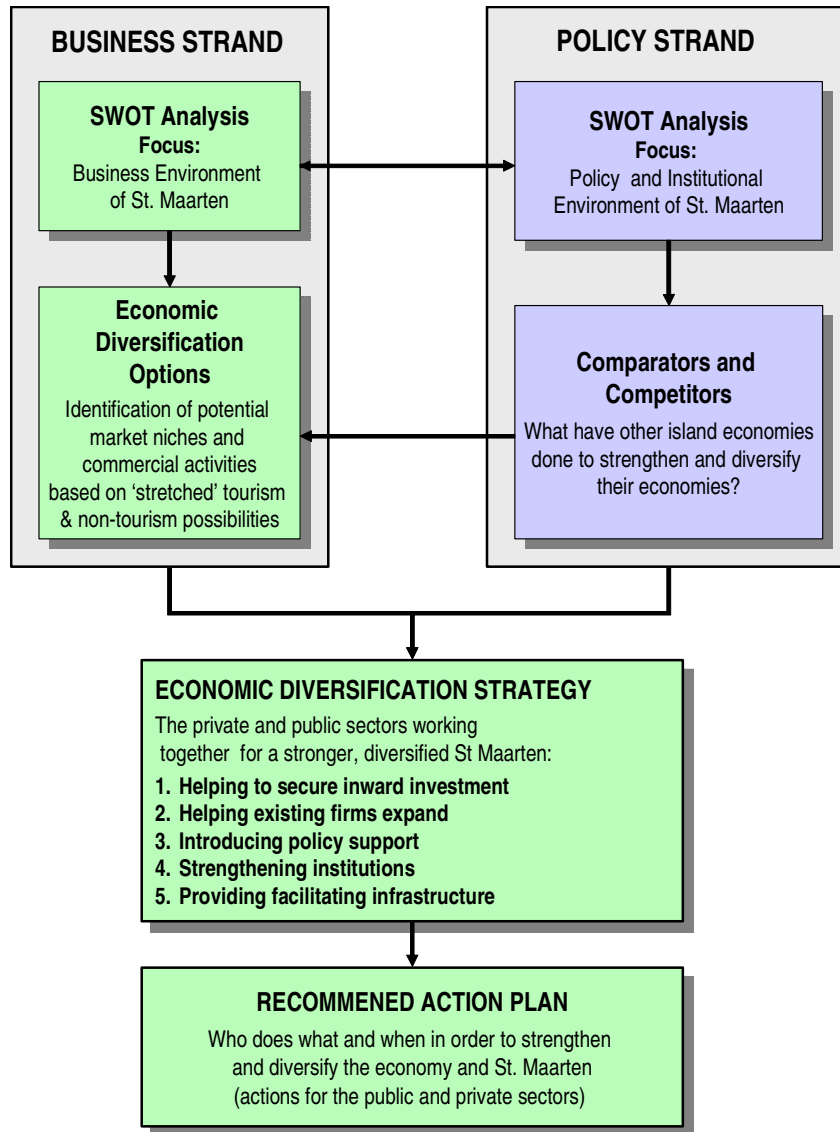 BUSINESS STRAND
SWOT Analysis
Focus:
Business Environment
of St. Maarten
Economic
Diversification
Options
Identification of potential
market niches and
commercial activities
based on ‘stretched’ tourism
& non-tourism possibilities
POLICY STRAND
SWOT Analysis
Focus:
Policy and Institutional
Environment of St. Maarten
Comparators and
Competitors
What have other island economies
done to strengthen and diversify
their economies?
ECONOMIC DIVERSIFICATION STRATEGY
The private and public sectors working
together for a stronger, diversified St Maarten:
1. Helping to secure inward investment
2. Helping existing firms expand
3. Introducing policy support
4. Strengthening institutions
5. Providing facilitating infrastructure
RECOMMENED ACTION PLAN
Who does what and when in order to strengthen
and diversify the economy and St. Maarten
(actions for the public and private sectors)